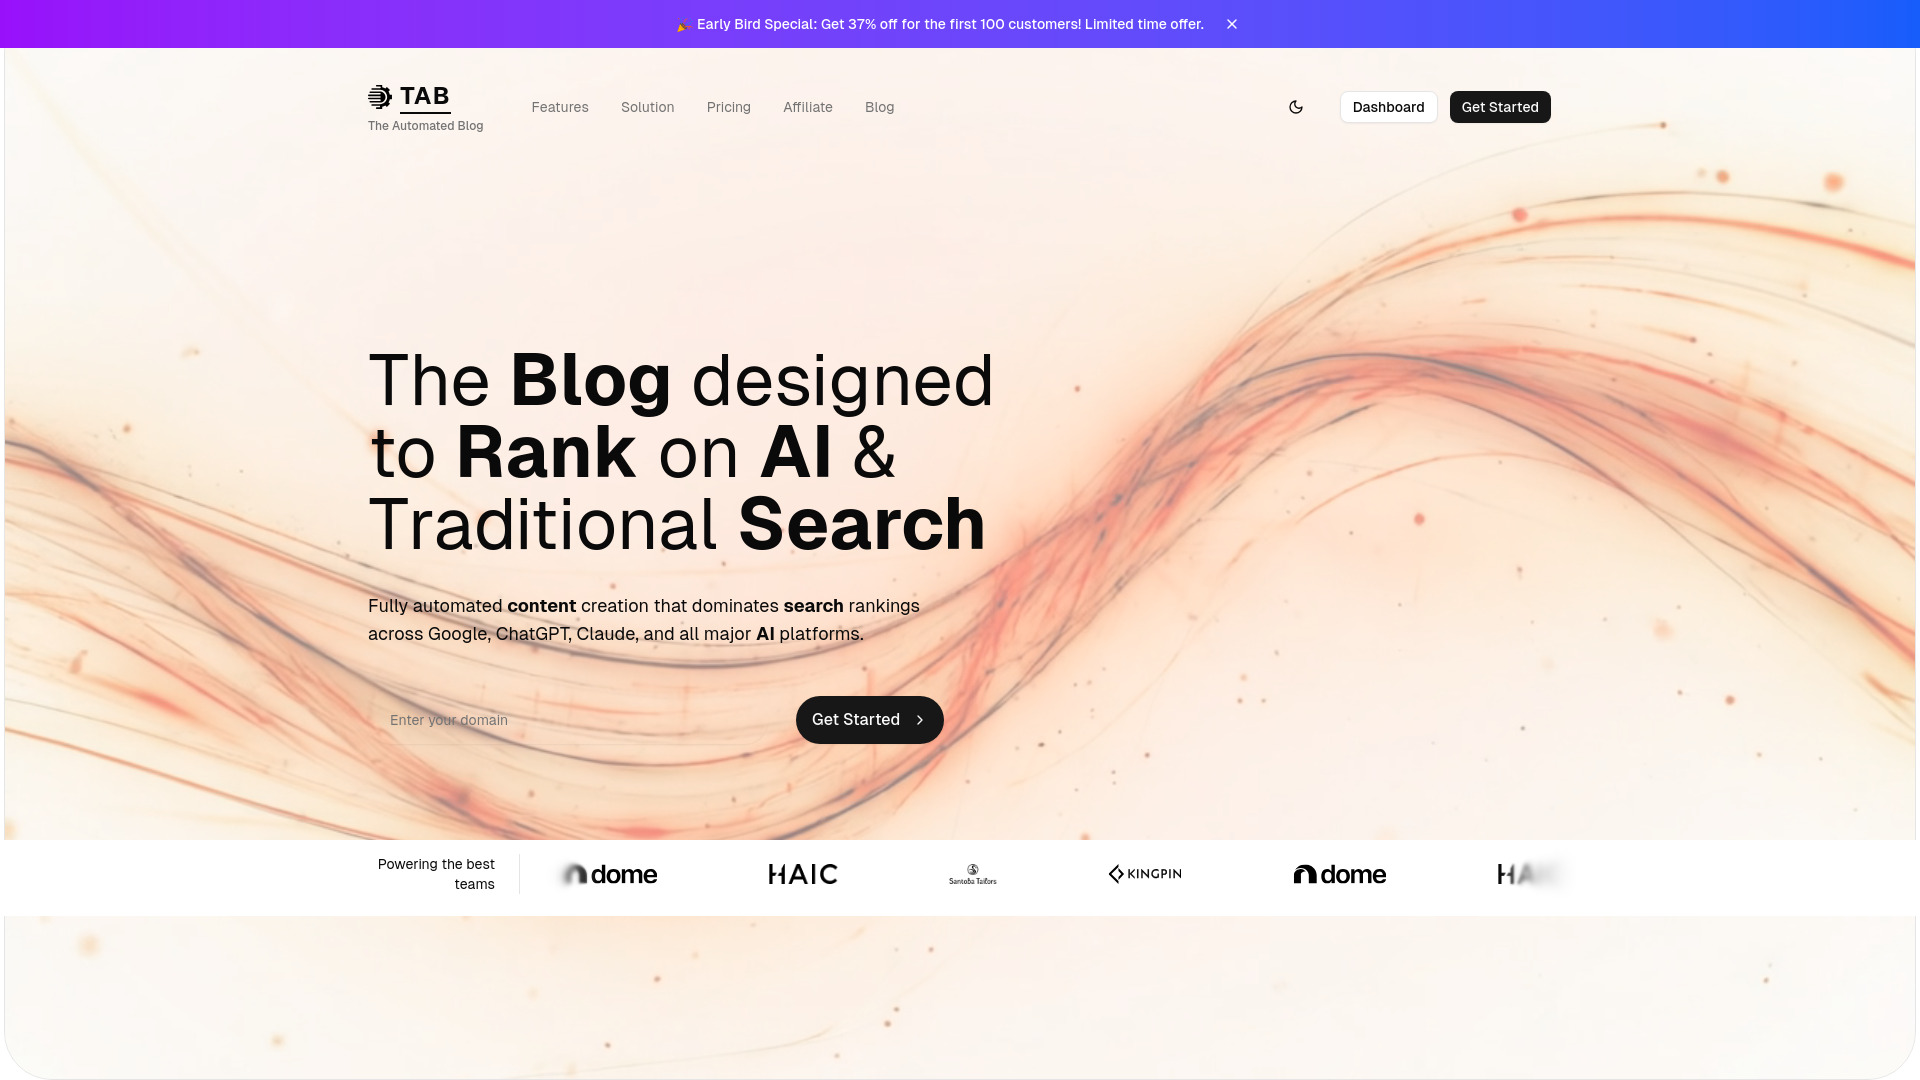 🎉 Early Bird Special: Get 37% off for the first 100 customers! Limited time offer.
TAB
The Automated Blog
Features
Solution
Pricing
Affiliate
Blog
Dashboard
Get Started
The Blog designed
to Rank on AI &
Traditional Search
Fully automated content creation that dominates search rankings
across Google, ChatGPT, Claude, and all major AI platforms.
Enter your domain
Get Started
Powering the best
teams
dome
HAIC
Santoba Tailors
KINGPIN
dome
HAIC